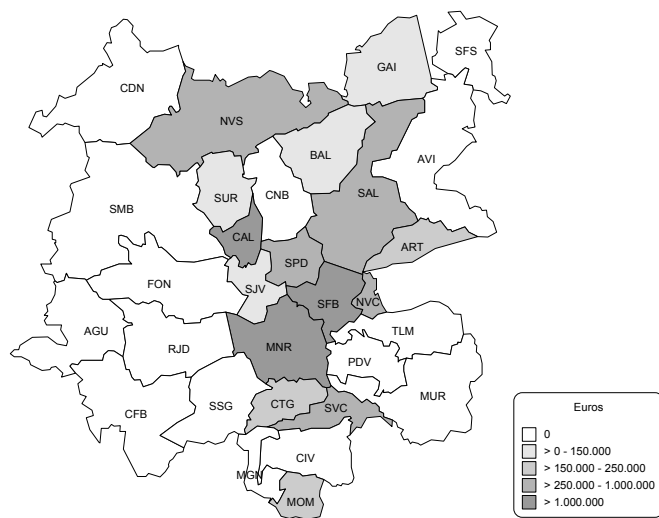 SFS
GAI
CDN
NVS
BAL
AVI
SUR
CNB
SAL
SMB
CAL
ART
SPD
FON
SJV
SFB
NVC
AGU
TLM
RJD
MNR
PDV
MUR
CTG
SSG
SVC
CFB
CIV
MGN
MOM
Euros
0
> 0 - 150.000
> 150.000 - 250.000
> 250.000 - 1.000.000
> 1.000.000